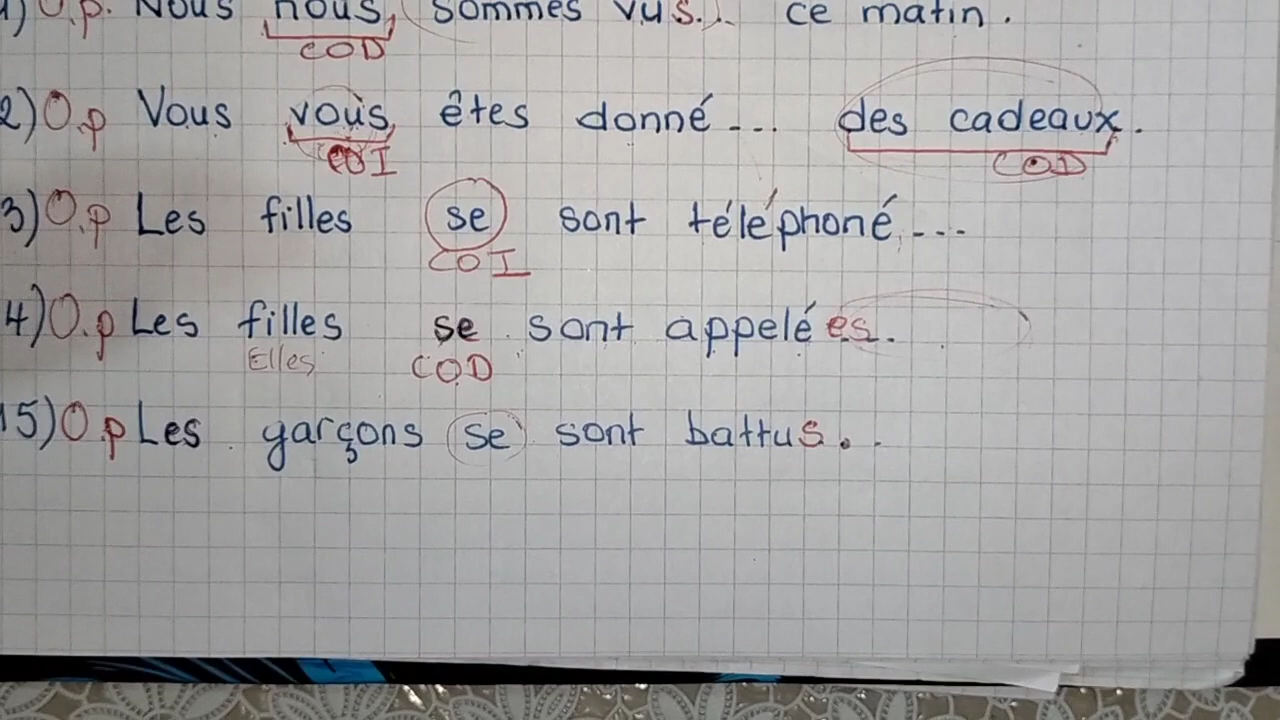 1) O.p. Nous nous sommes vus... ce matin.
COD
2) O.p Vous vous êtes donné... des cadeaux.
COI COD
3) O.p Les filles se sont téléphoné...
COI
4) O.p Les filles se sont appelées.
Elles COD
15) O.p Les garçons se sont battus..